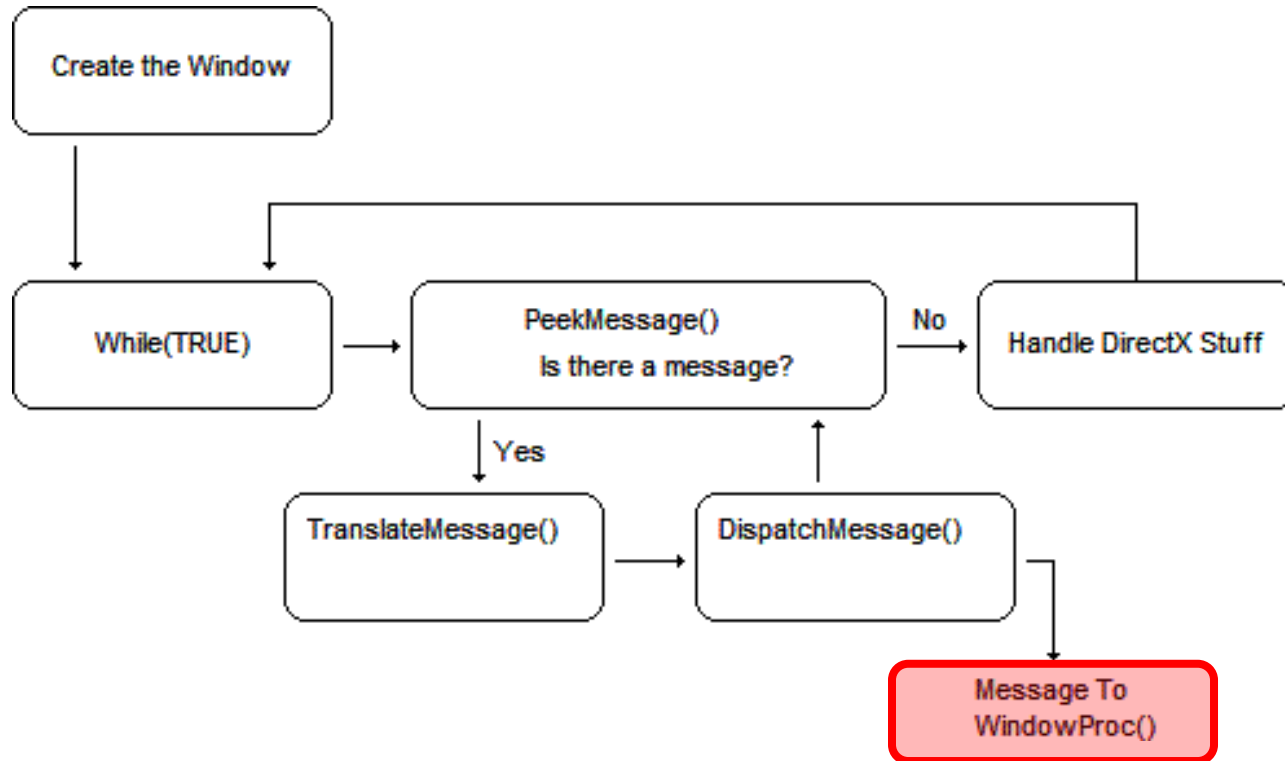 Create the Window
While(TRUE)
PeekMessage()
Is there a message?
No
Handle DirectX Stuff
Yes
TranslateMessage()
DispatchMessage()
Message To
WindowProc()